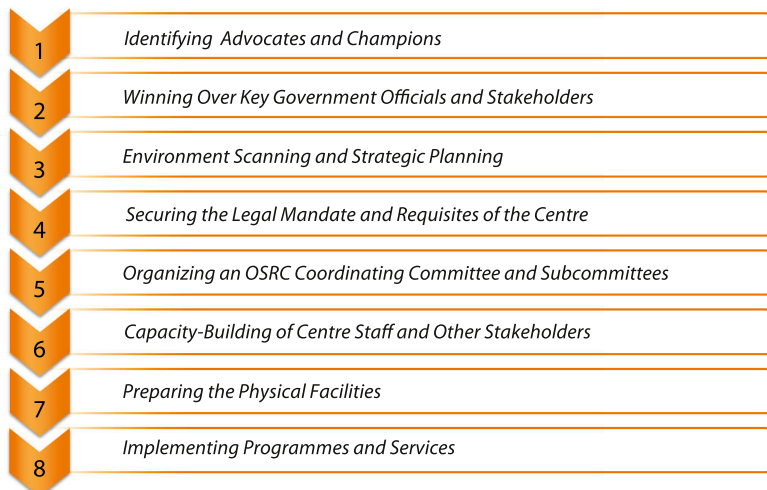 1 Identifying Advocates and Champions
2 Winning Over Key Government Officials and Stakeholders
3 Environment Scanning and Strategic Planning
4 Securing the Legal Mandate and Requisites of the Centre
5 Organizing an OSRC Coordinating Committee and Subcommittees
6 Capacity-Building of Centre Staff and Other Stakeholders
7 Preparing the Physical Facilities
8 Implementing Programmes and Services